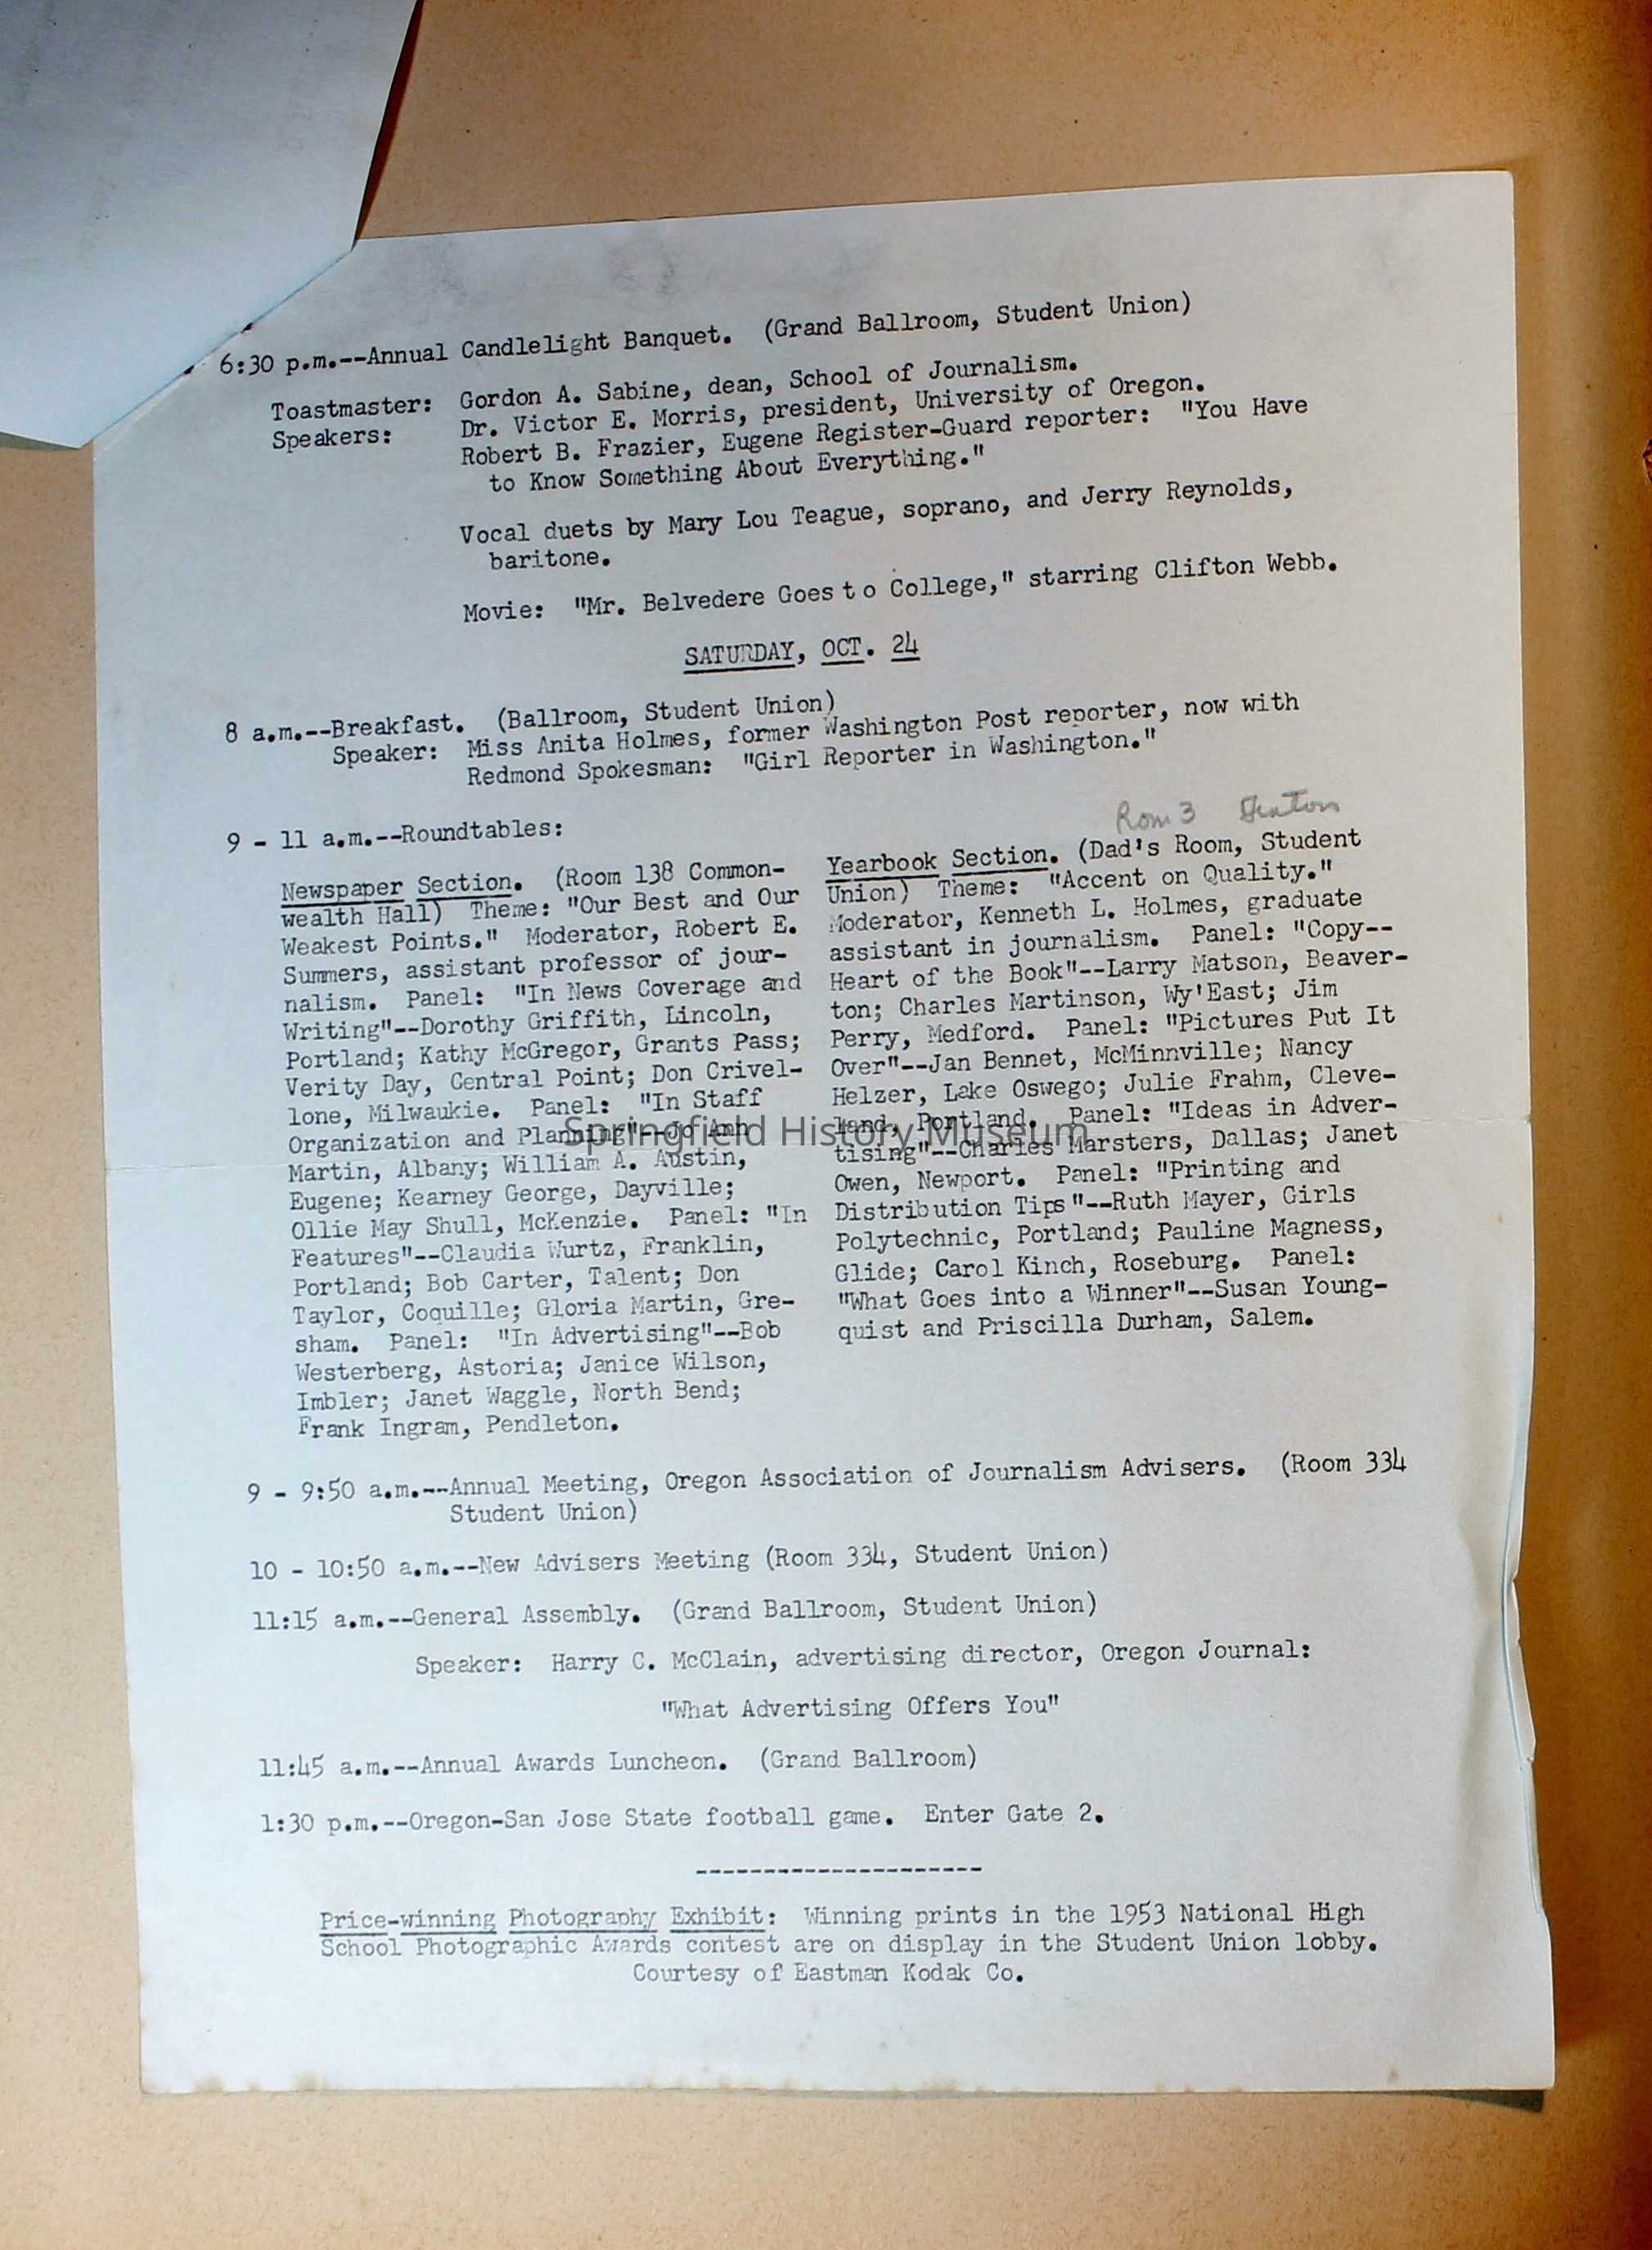 6:30 p.m.--Annual Candlelight Banquet. (Grand Ballroom, Student Union)
Toastmaster: Gordon A. Sabine, dean, School of Journalism.
Speakers: Dr. Victor E. Morris, president, University of Oregon.
Robert B. Frazier, Eugene Register-Guard reporter: "You Have
to Know Something About Everything."
Vocal duets by Mary Lou Teague, soprano, and Jerry Reynolds,
baritone.
Movie: "Mr. Belvedere Goes t o College," starring Clifton Webb.
SATURDAY, OCT. 24
8 a.m.--Breakfast. (Ballroom, Student Union)
Speaker: Miss Anita Holmes, former Washington Post reporter, now with
Redmond Spokesman: "Girl Reporter in Washington."
9 - 11 a.m.--Roundtables:
Newspaper Section. (Room 138 Common-
wealth Hall) Theme: "Our Best and Our
Weakest Points." Moderator, Robert E.
Summers, assistant professor of jour-
nalism. Panel: "In News Coverage and
Writing"--Dorothy Griffith, Lincoln,
Portland; Kathy McGregor, Grants Pass;
Verity Day, Central Point; Don Crivel-
lone, Milwaukie. Panel: "In Staff
Organization and Planning"--Jo Ann
Martin, Albany; William A. Austin,
Eugene; Kearney George, Dayville;
Ollie May Shull, McKenzie. Panel: "In
Features"--Claudia Wurtz, Franklin,
Portland; Bob Carter, Talent; Don
Taylor, Coquille; Gloria Martin, Gre-
sham. Panel: "In Advertising"--Bob
Westerberg, Astoria; Janice Wilson,
Imbler; Janet Waggle, North Bend;
Frank Ingram, Pendleton.
Rom 3
Yearbook Section. (Dad's Room, Student
Union) Theme: "Accent on Quality."
Moderator, Kenneth L. Holmes, graduate
assistant in journalism. Panel: "Copy--
Heart of the Book"--Larry Matson, Beaver-
ton; Charles Martinson, Wy'East; Jim
Perry, Medford. Panel: "Pictures Put It
Over"--Jan Bennet, McMinnville; Nancy
Helzer, Lake Oswego; Julie Frahm, Cleve-
land, Portland. Panel: "Ideas in Adver-
tising"--Charles Marsters, Dallas; Janet
Owen, Newport. Panel: "Printing and
Distribution Tips"--Ruth Mayer, Girls
Polytechnic, Portland; Pauline Magness,
Glide; Carol Kinch, Roseburg. Panel:
"What Goes into a Winner"--Susan Young-
quist and Priscilla Durham, Salem.
Springfield History Museum
9 - 9:50 a.m.--Annual Meeting, Oregon Association of Journalism Advisers. (Room 334
Student Union)
10 - 10:50 a.m.--New Advisers Meeting (Room 334, Student Union)
11:15 a.m.--General Assembly. (Grand Ballroom, Student Union)
Speaker: Harry C. McClain, advertising director, Oregon Journal:
"What Advertising Offers You"
11:45 a.m.--Annual Awards Luncheon. (Grand Ballroom)
1:30 p.m.--Oregon-San Jose State football game. Enter Gate 2.
---------------------
Price-winning Photography Exhibit: Winning prints in the 1953 National High
School Photographic Awards contest are on display in the Student Union lobby.
Courtesy of Eastman Kodak Co.